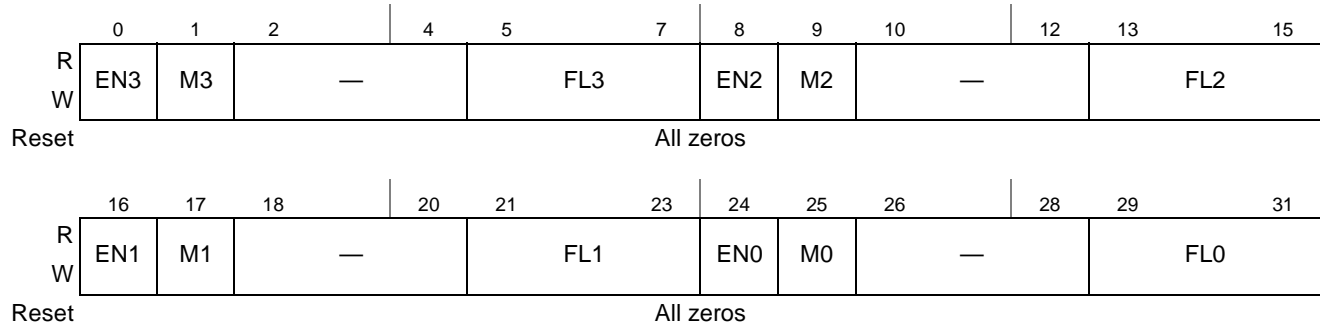 0 1 2 4 5 7 8 9 10 12 13 15
R
W
EN3 M3 — FL3 EN2 M2 — FL2
Reset All zeros
16 17 18 20 21 23 24 25 26 28 29 31
R
W
EN1 M1 — FL1 EN0 M0 — FL0
Reset All zeros